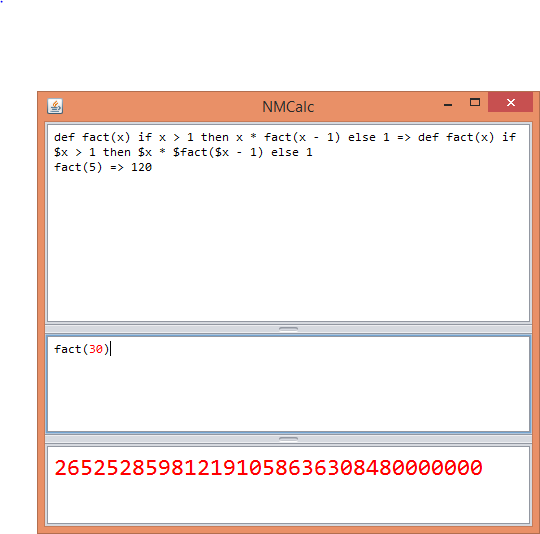 NMCalc
def fact(x) if x > 1 then x * fact(x - 1) else 1 => def fact(x) if
$x > 1 then $x * $fact($x - 1) else 1
fact(5) => 120
fact(30)
265252859812191058636308480000000